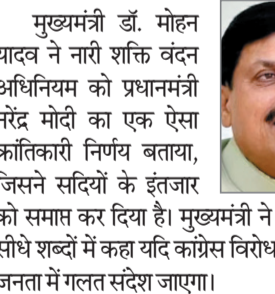 मुख्यमंत्री डॉ. मोहन
यादव ने नारी शक्ति वंदन
अधिनियम को प्रधानमंत्री
नरेंद्र मोदी का एक ऐसा
क्रांतिकारी निर्णय बताया,
जिसने सदियों के इंतजार
को समाप्त कर दिया है। मुख्यमंत्री ने
सीधे शब्दों में कहा यदि कांग्रेस विरोध
जनता में गलत संदेश जाएगा।